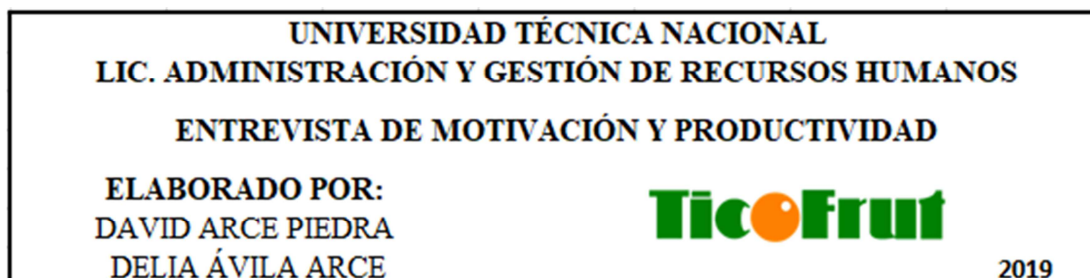 UNIVERSIDAD TÉCNICA NACIONAL
LIC. ADMINISTRACIÓN Y GESTIÓN DE RECURSOS HUMANOS
ENTREVISTA DE MOTIVACIÓN Y PRODUCTIVIDAD
ELABORADO POR:
DAVID ARCE PIEDRA
DELIA ÁVILA ARCE
TicoFrut
2019